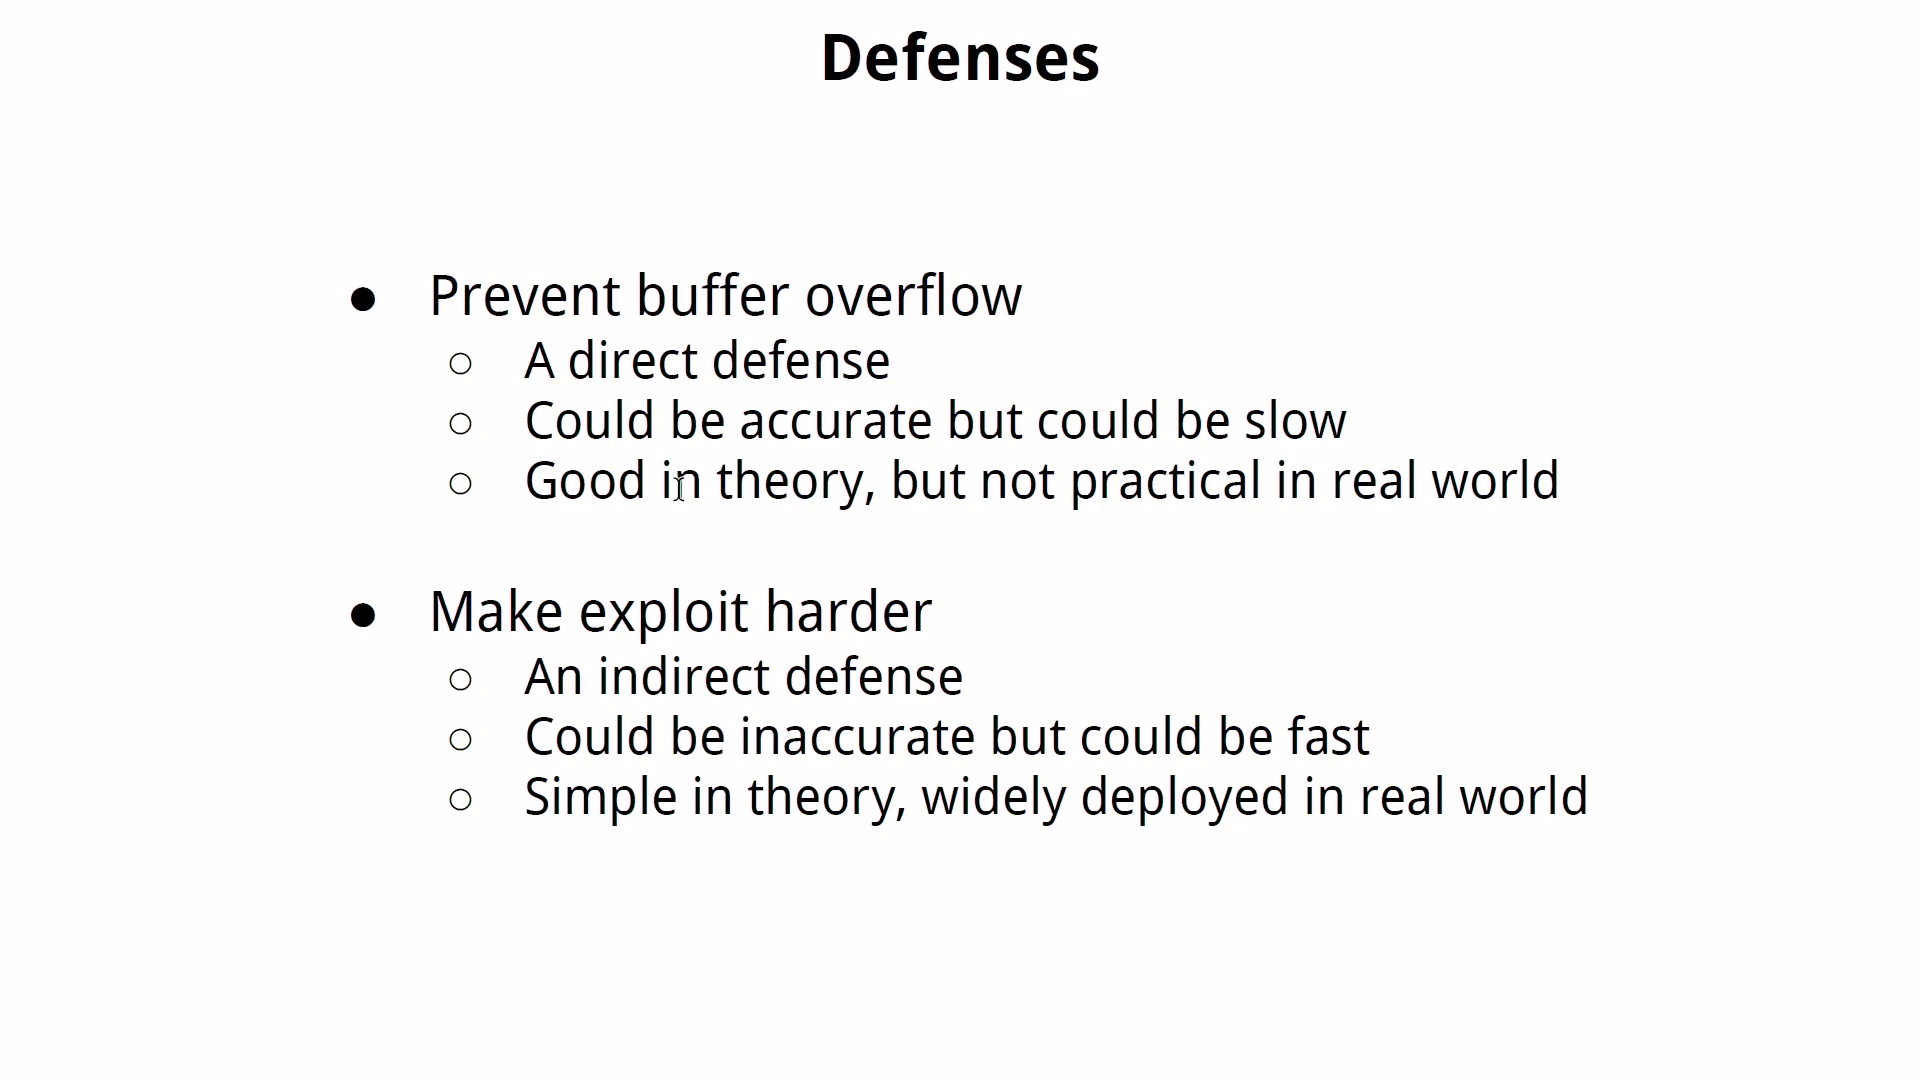 Defenses
● Prevent buffer overflow
○ A direct defense
○ Could be accurate but could be slow
○ Good in theory, but not practical in real world
● Make exploit harder
○ An indirect defense
○ Could be inaccurate but could be fast
○ Simple in theory, widely deployed in real world